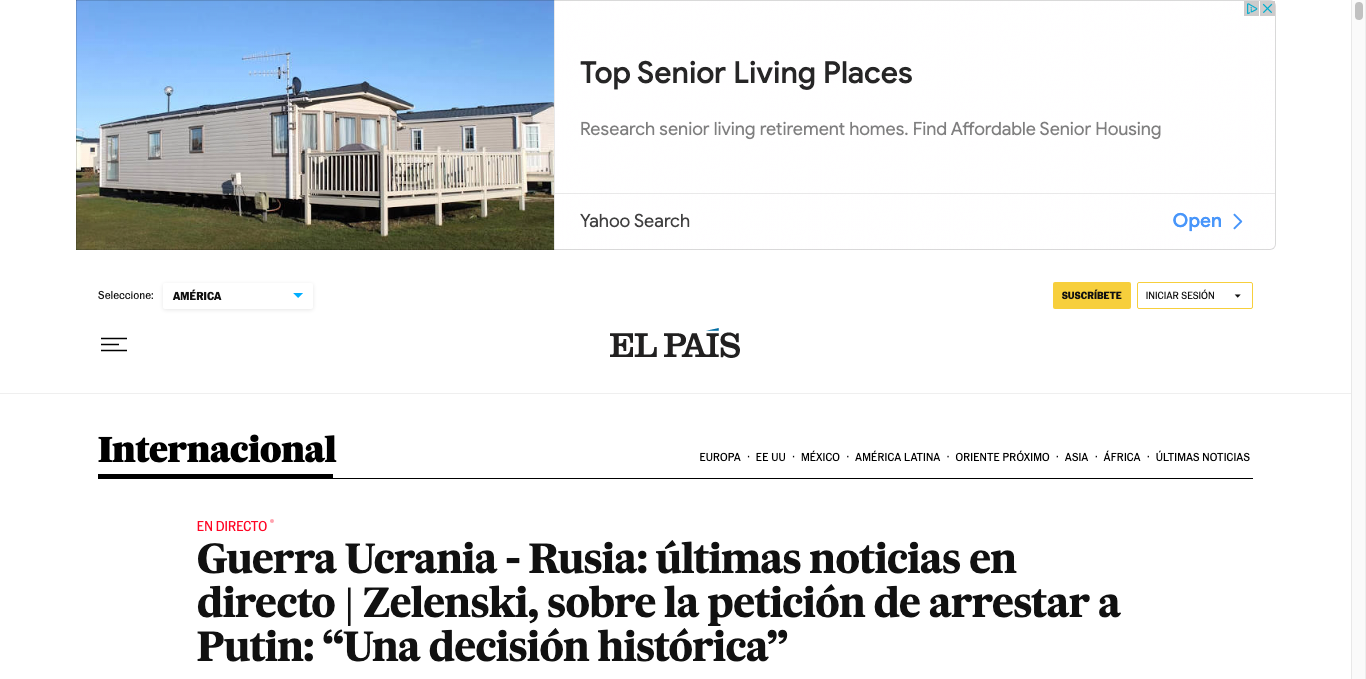 Top Senior Living Places
Research senior living retirement homes. Find Affordable Senior Housing
Yahoo Search
Open
Seleccione:
AMÉRICA
SUSCRÍBETE
INICIAR SESIÓN
EL PAÍS
Internacional
EUROPA · EE UU · MÉXICO · AMÉRICA LATINA · ORIENTE PRÓXIMO · ASIA · ÁFRICA · ÚLTIMAS NOTICIAS
EN DIRECTO
Guerra Ucrania - Rusia: últimas noticias en
directo | Zelenski, sobre la petición de arrestar a
Putin: “Una decisión histórica”